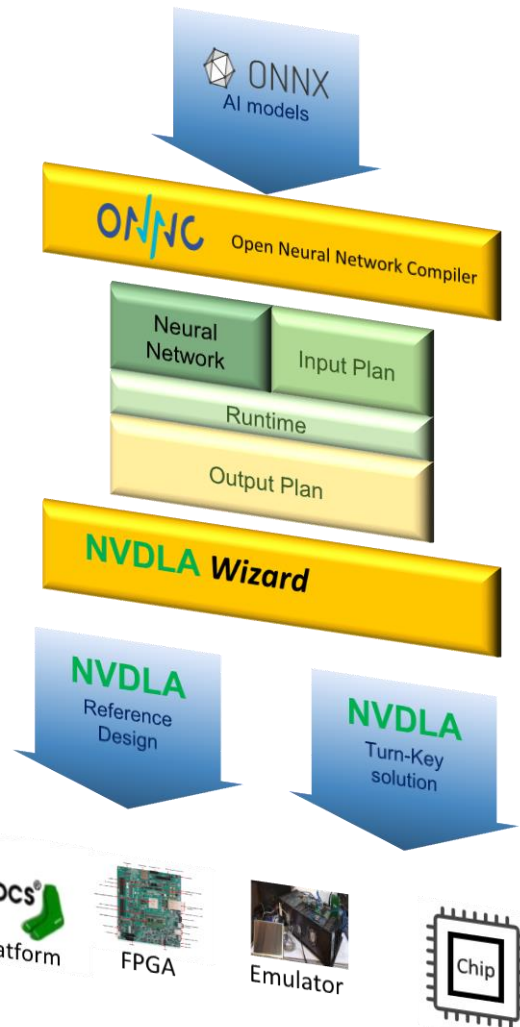 ONNX
AI models
ONNC Open Neural Network Compiler
Neural
Network
Input Plan
Runtime
Output Plan
NVDLA Wizard
NVDLA
Reference
Design
NVDLA
Turn-Key
solution
FPGA
Emulator
Chip